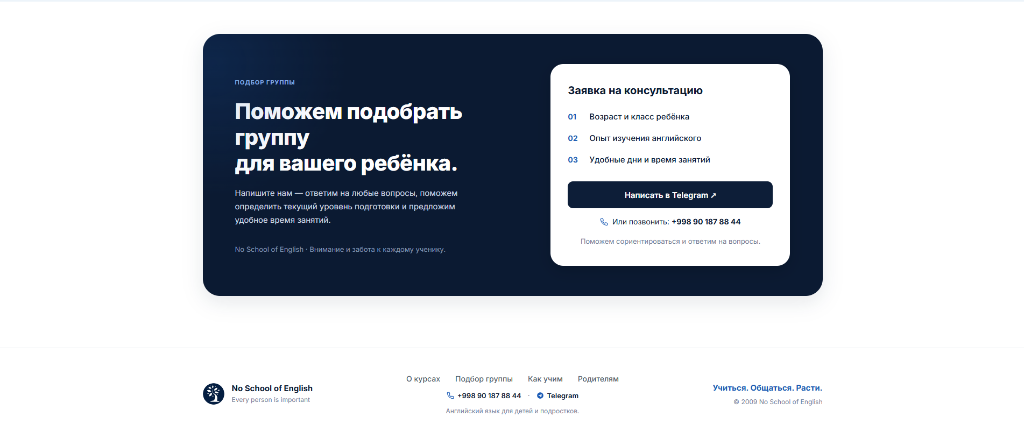 ПОДБОР ГРУППЫ
Поможем подобрать
группу
для вашего ребёнка.
Напишите нам — ответим на любые вопросы, поможем
определить текущий уровень подготовки и предложим
удобное время занятий.
No School of English · Внимание и забота к каждому ученику.
Заявка на консультацию
01 Возраст и класс ребёнка
02 Опыт изучения английского
03 Удобные дни и время занятий
Написать в Telegram ↗
Или позвонить: +998 90 187 88 44
Поможем сориентироваться и ответим на вопросы.
No School of English
Every person is important
О курсах Подбор группы Как учим Родителям
+998 90 187 88 44 · Telegram
Английский язык для детей и подростков.
Учиться. Общаться. Расти.
© 2009 No School of English